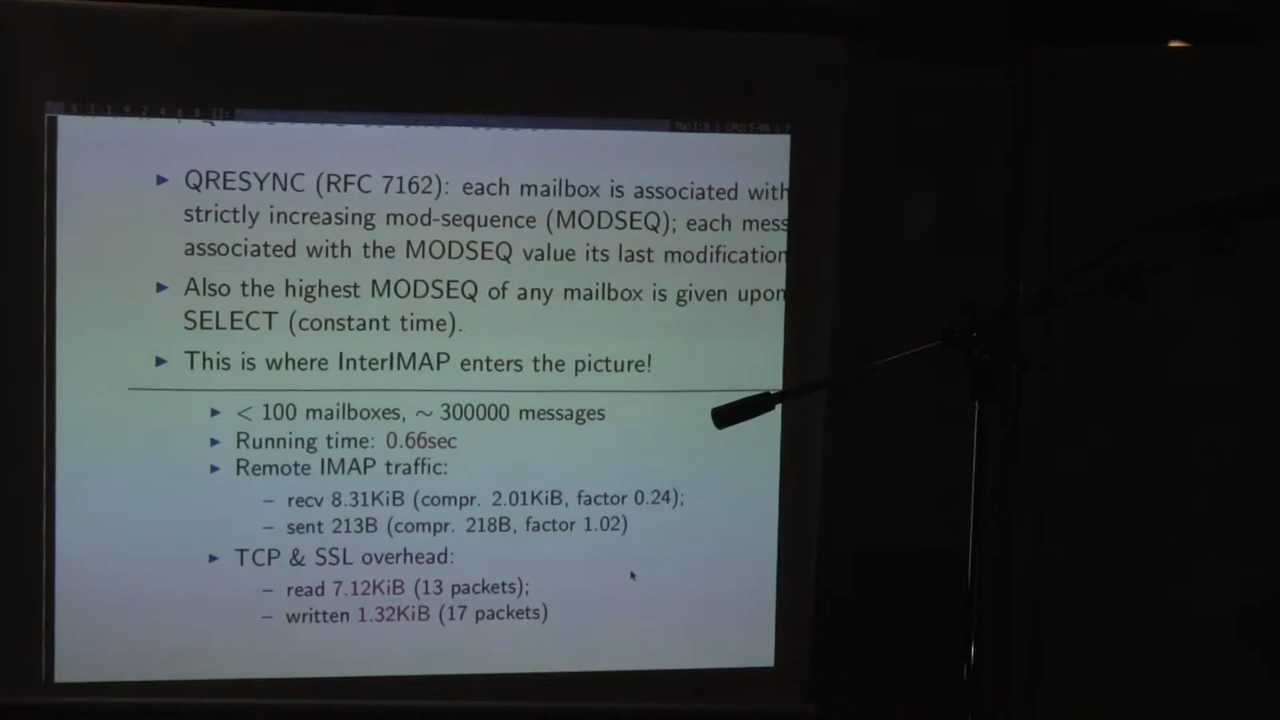 ► QRESYNC (RFC 7162): each mailbox is associated with
strictly increasing mod-sequence (MODSEQ); each mess
associated with the MODSEQ value its last modification
► Also the highest MODSEQ of any mailbox is given upon
SELECT (constant time).
► This is where InterIMAP enters the picture!
► < 100 mailboxes, ~ 300000 messages
► Running time: 0.66sec
► Remote IMAP traffic:
– recv 8.31KiB (compr. 2.01KiB, factor 0.24);
– sent 213B (compr. 218B, factor 1.02)
► TCP & SSL overhead:
– read 7.12KiB (13 packets);
– written 1.32KiB (17 packets)